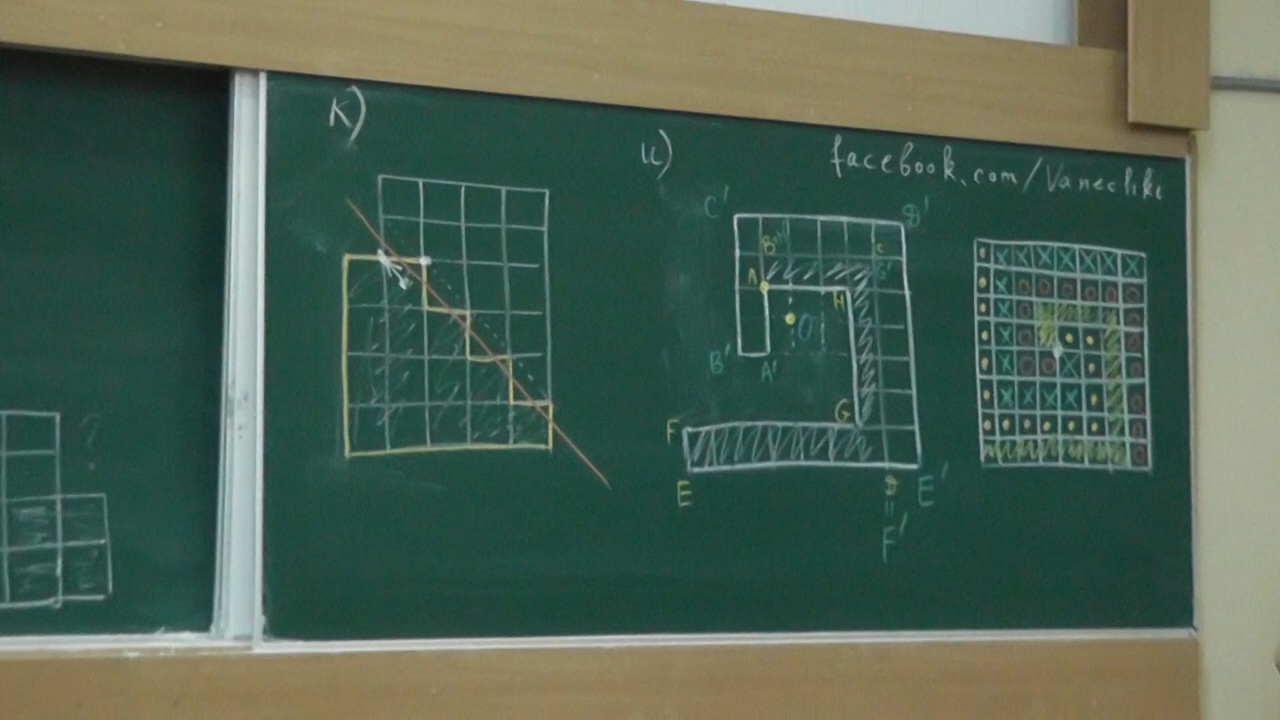 к)
и)
facebook.com/Vaneclike
C'
D'
B=H'
C
G'
A
H
O
B'
A'
G
F
E
D
=
F'
E'
?